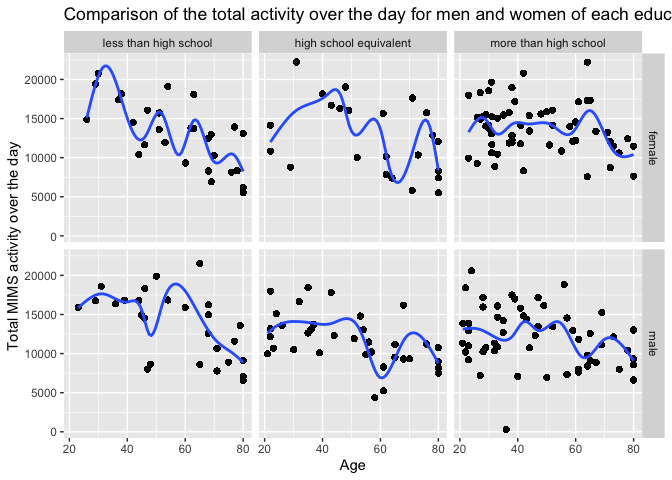 Comparison of the total activity over the day for men and women of each educ
less than high school
high school equivalent
more than high school
20000
15000
10000
5000
0
female
20000
15000
10000
5000
0
male
20 40 60 80 20 40 60 80 20 40 60 80
Age
Total MIMS activity over the day